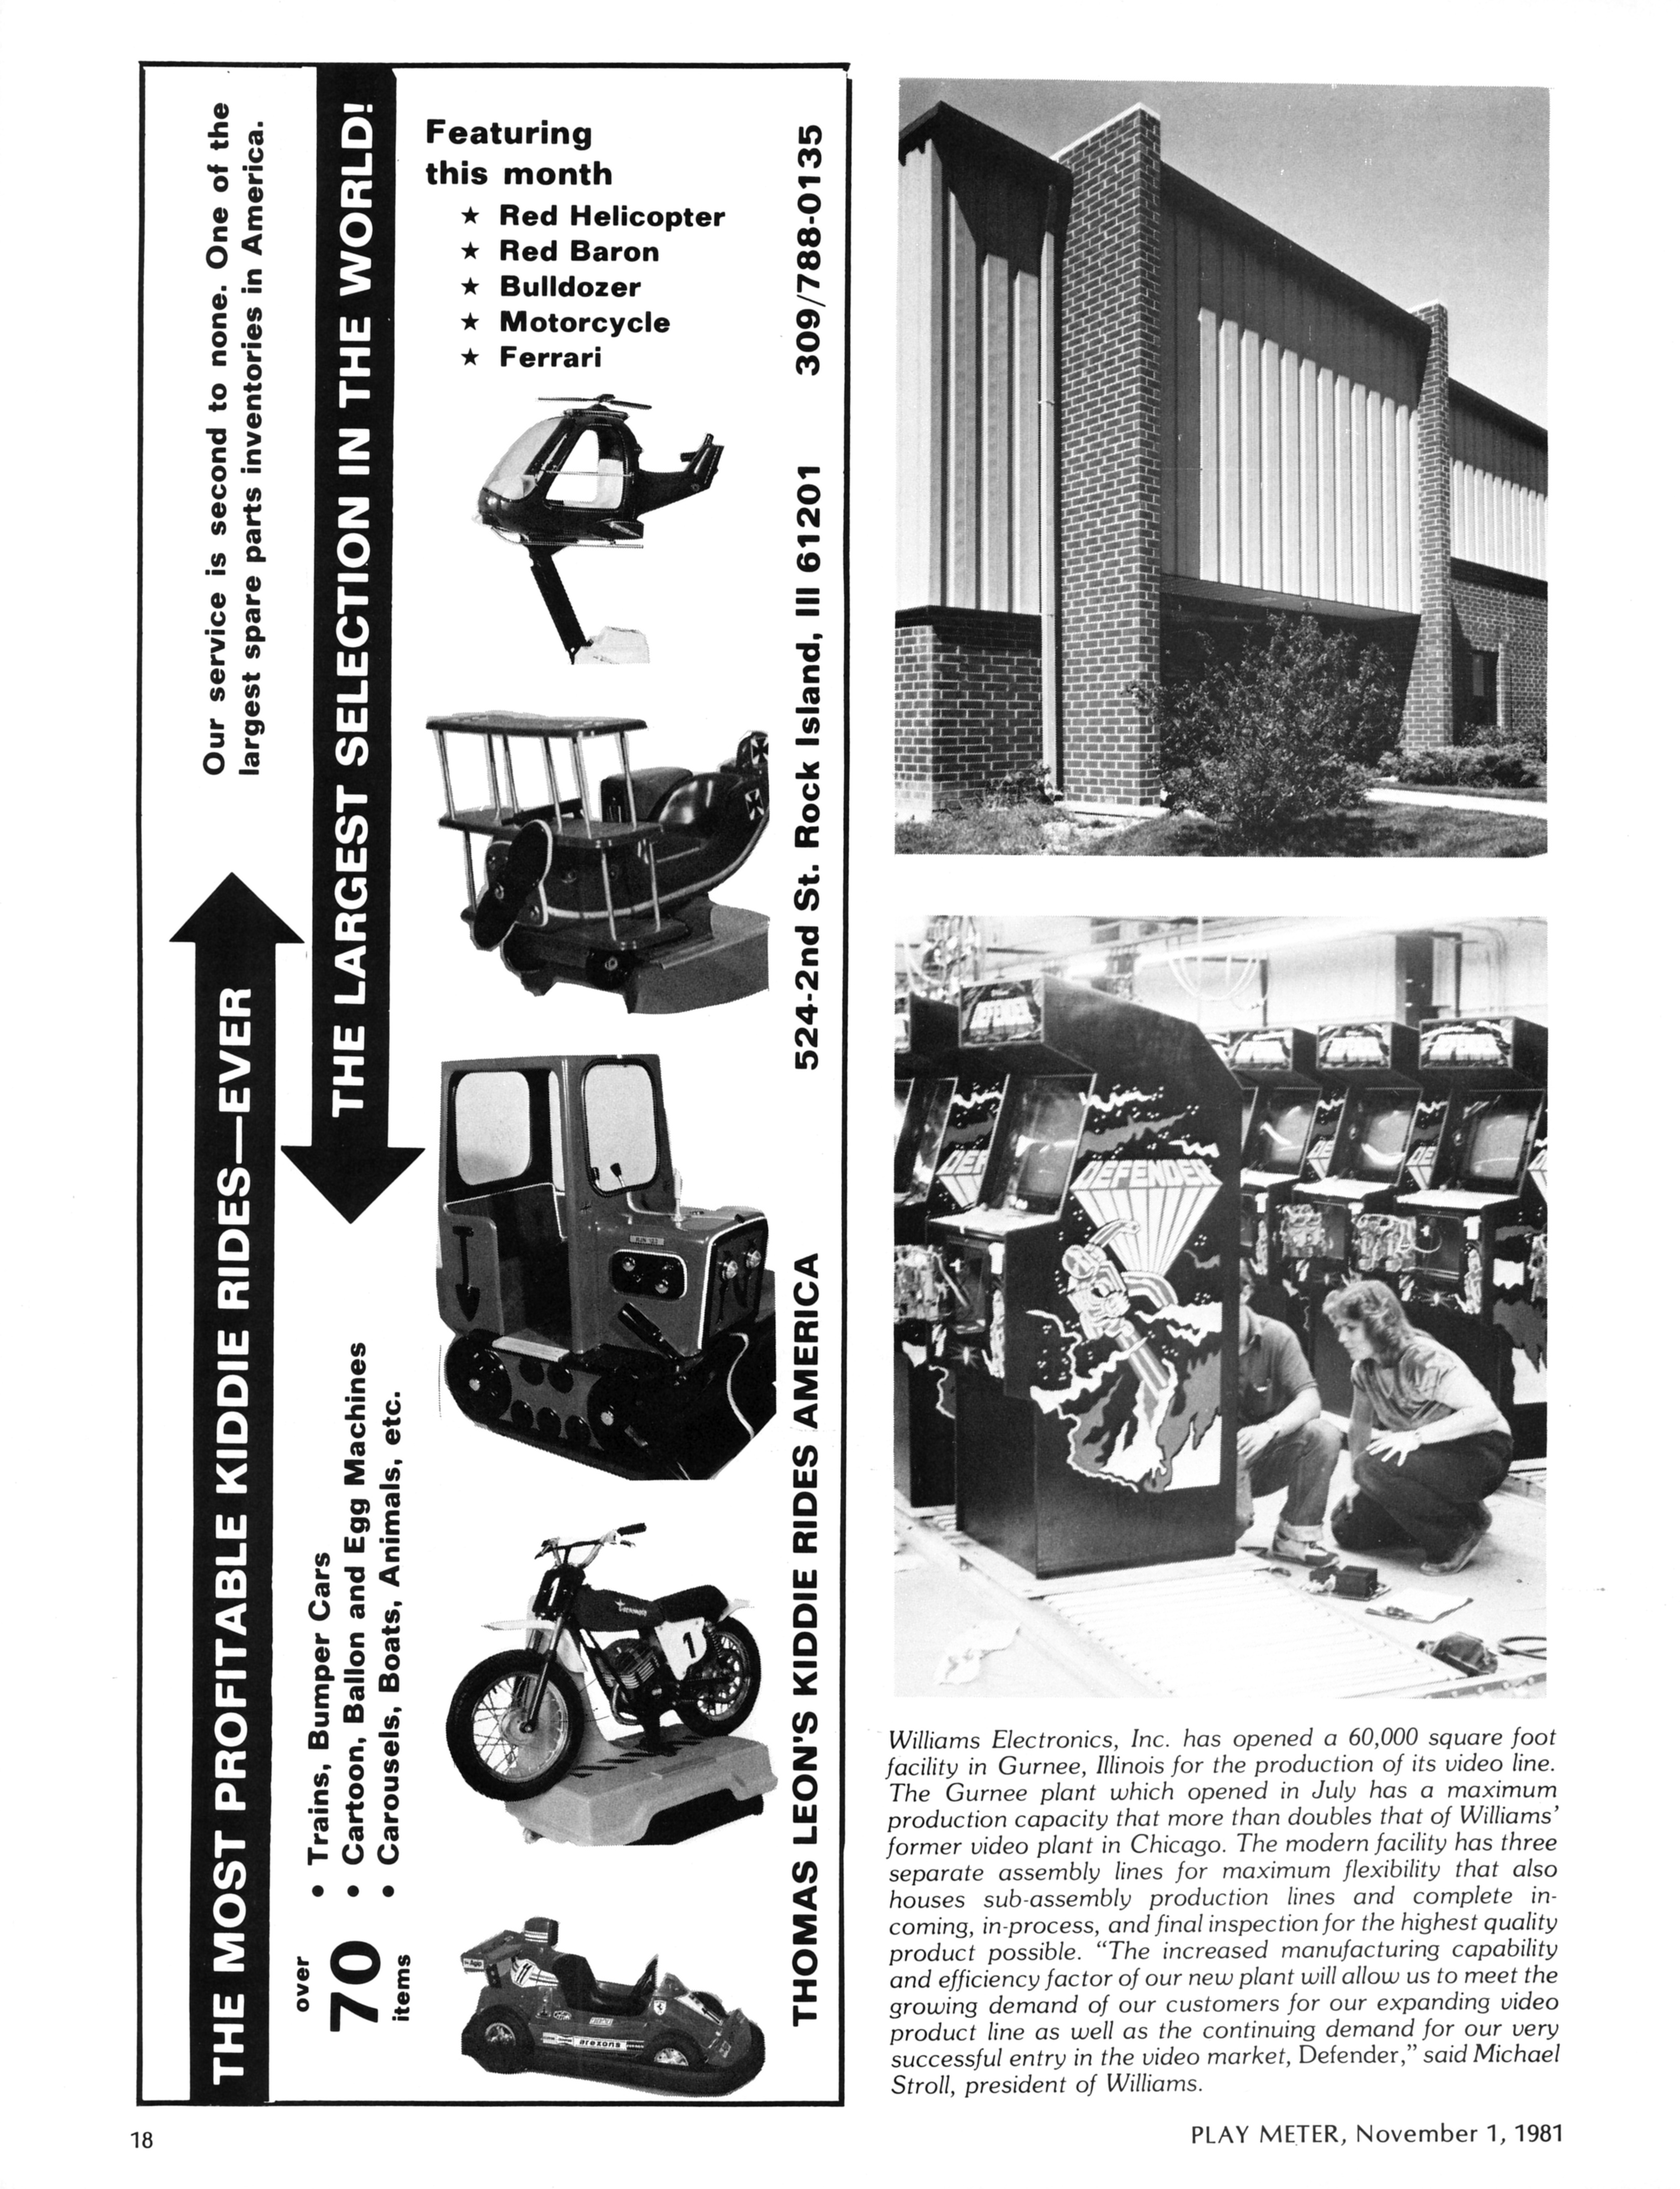 THE MOST PROFITABLE KIDDIE RIDES—EVER
Our service is second to none. One of the
largest spare parts inventories in America.
THE LARGEST SELECTION IN THE WORLD!
over
70
items
• Trains, Bumper Cars
• Cartoon, Ballon and Egg Machines
• Carousels, Boats, Animals, etc.
Featuring
this month
★ Red Helicopter
★ Red Baron
★ Bulldozer
★ Motorcycle
★ Ferrari
1
arexons
Agip
THOMAS LEON'S KIDDIE RIDES AMERICA
524-2nd St. Rock Island, Ill 61201
309/788-0135
DEFENDER
DEFENDER
DEF
DEF
DEF
Williams Electronics, Inc. has opened a 60,000 square foot
facility in Gurnee, Illinois for the production of its video line.
The Gurnee plant which opened in July has a maximum
production capacity that more than doubles that of Williams'
former video plant in Chicago. The modern facility has three
separate assembly lines for maximum flexibility that also
houses sub-assembly production lines and complete in-
coming, in-process, and final inspection for the highest quality
product possible. "The increased manufacturing capability
and efficiency factor of our new plant will allow us to meet the
growing demand of our customers for our expanding video
product line as well as the continuing demand for our very
successful entry in the video market, Defender," said Michael
Stroll, president of Williams.
18
PLAY METER, November 1, 1981